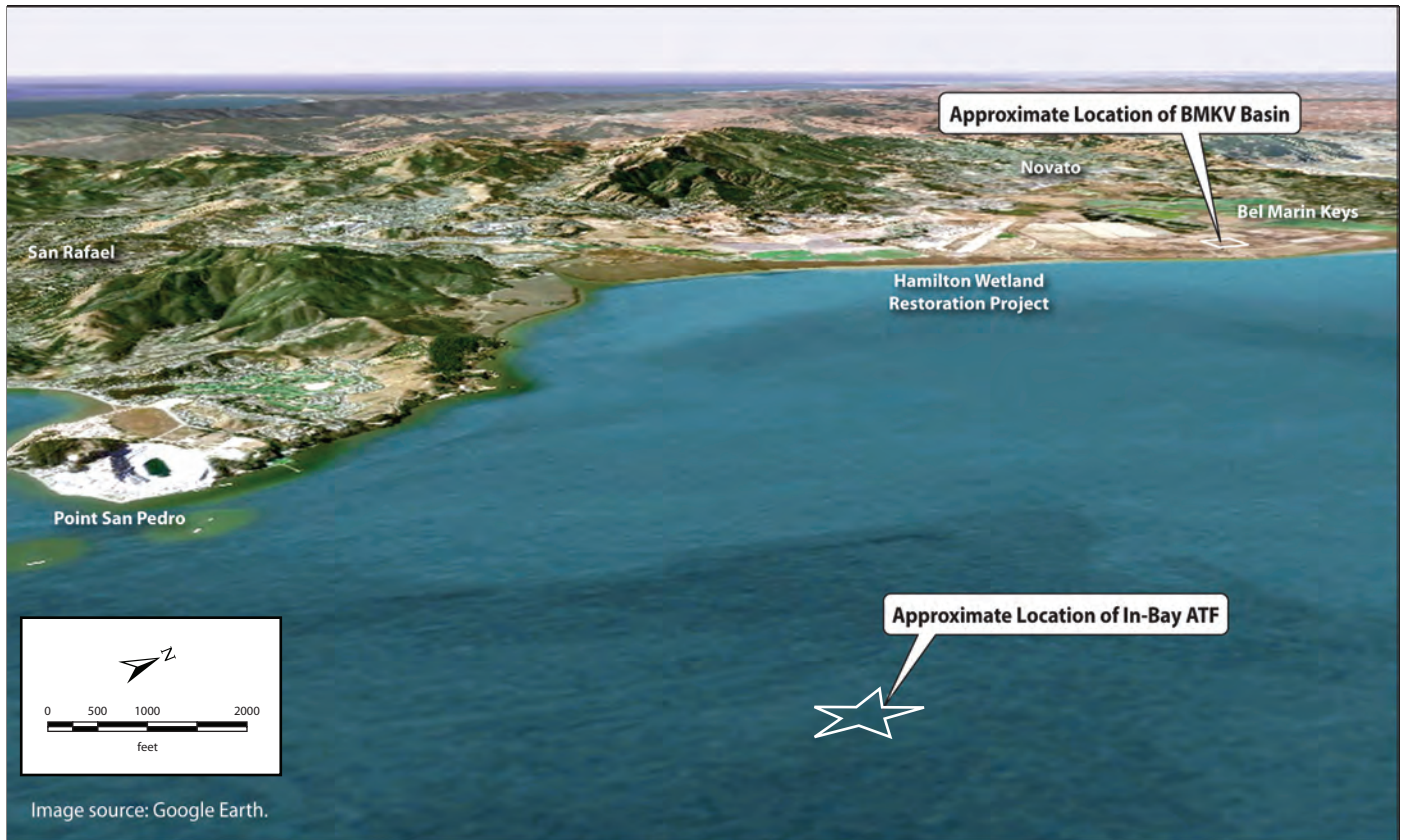 Approximate Location of BMKV Basin
Novato
Bel Marin Keys
San Rafael
Hamilton Wetland
Restoration Project
Point San Pedro
Approximate Location of In-Bay ATF
N
0 500 1000 2000
feet
Image source: Google Earth.